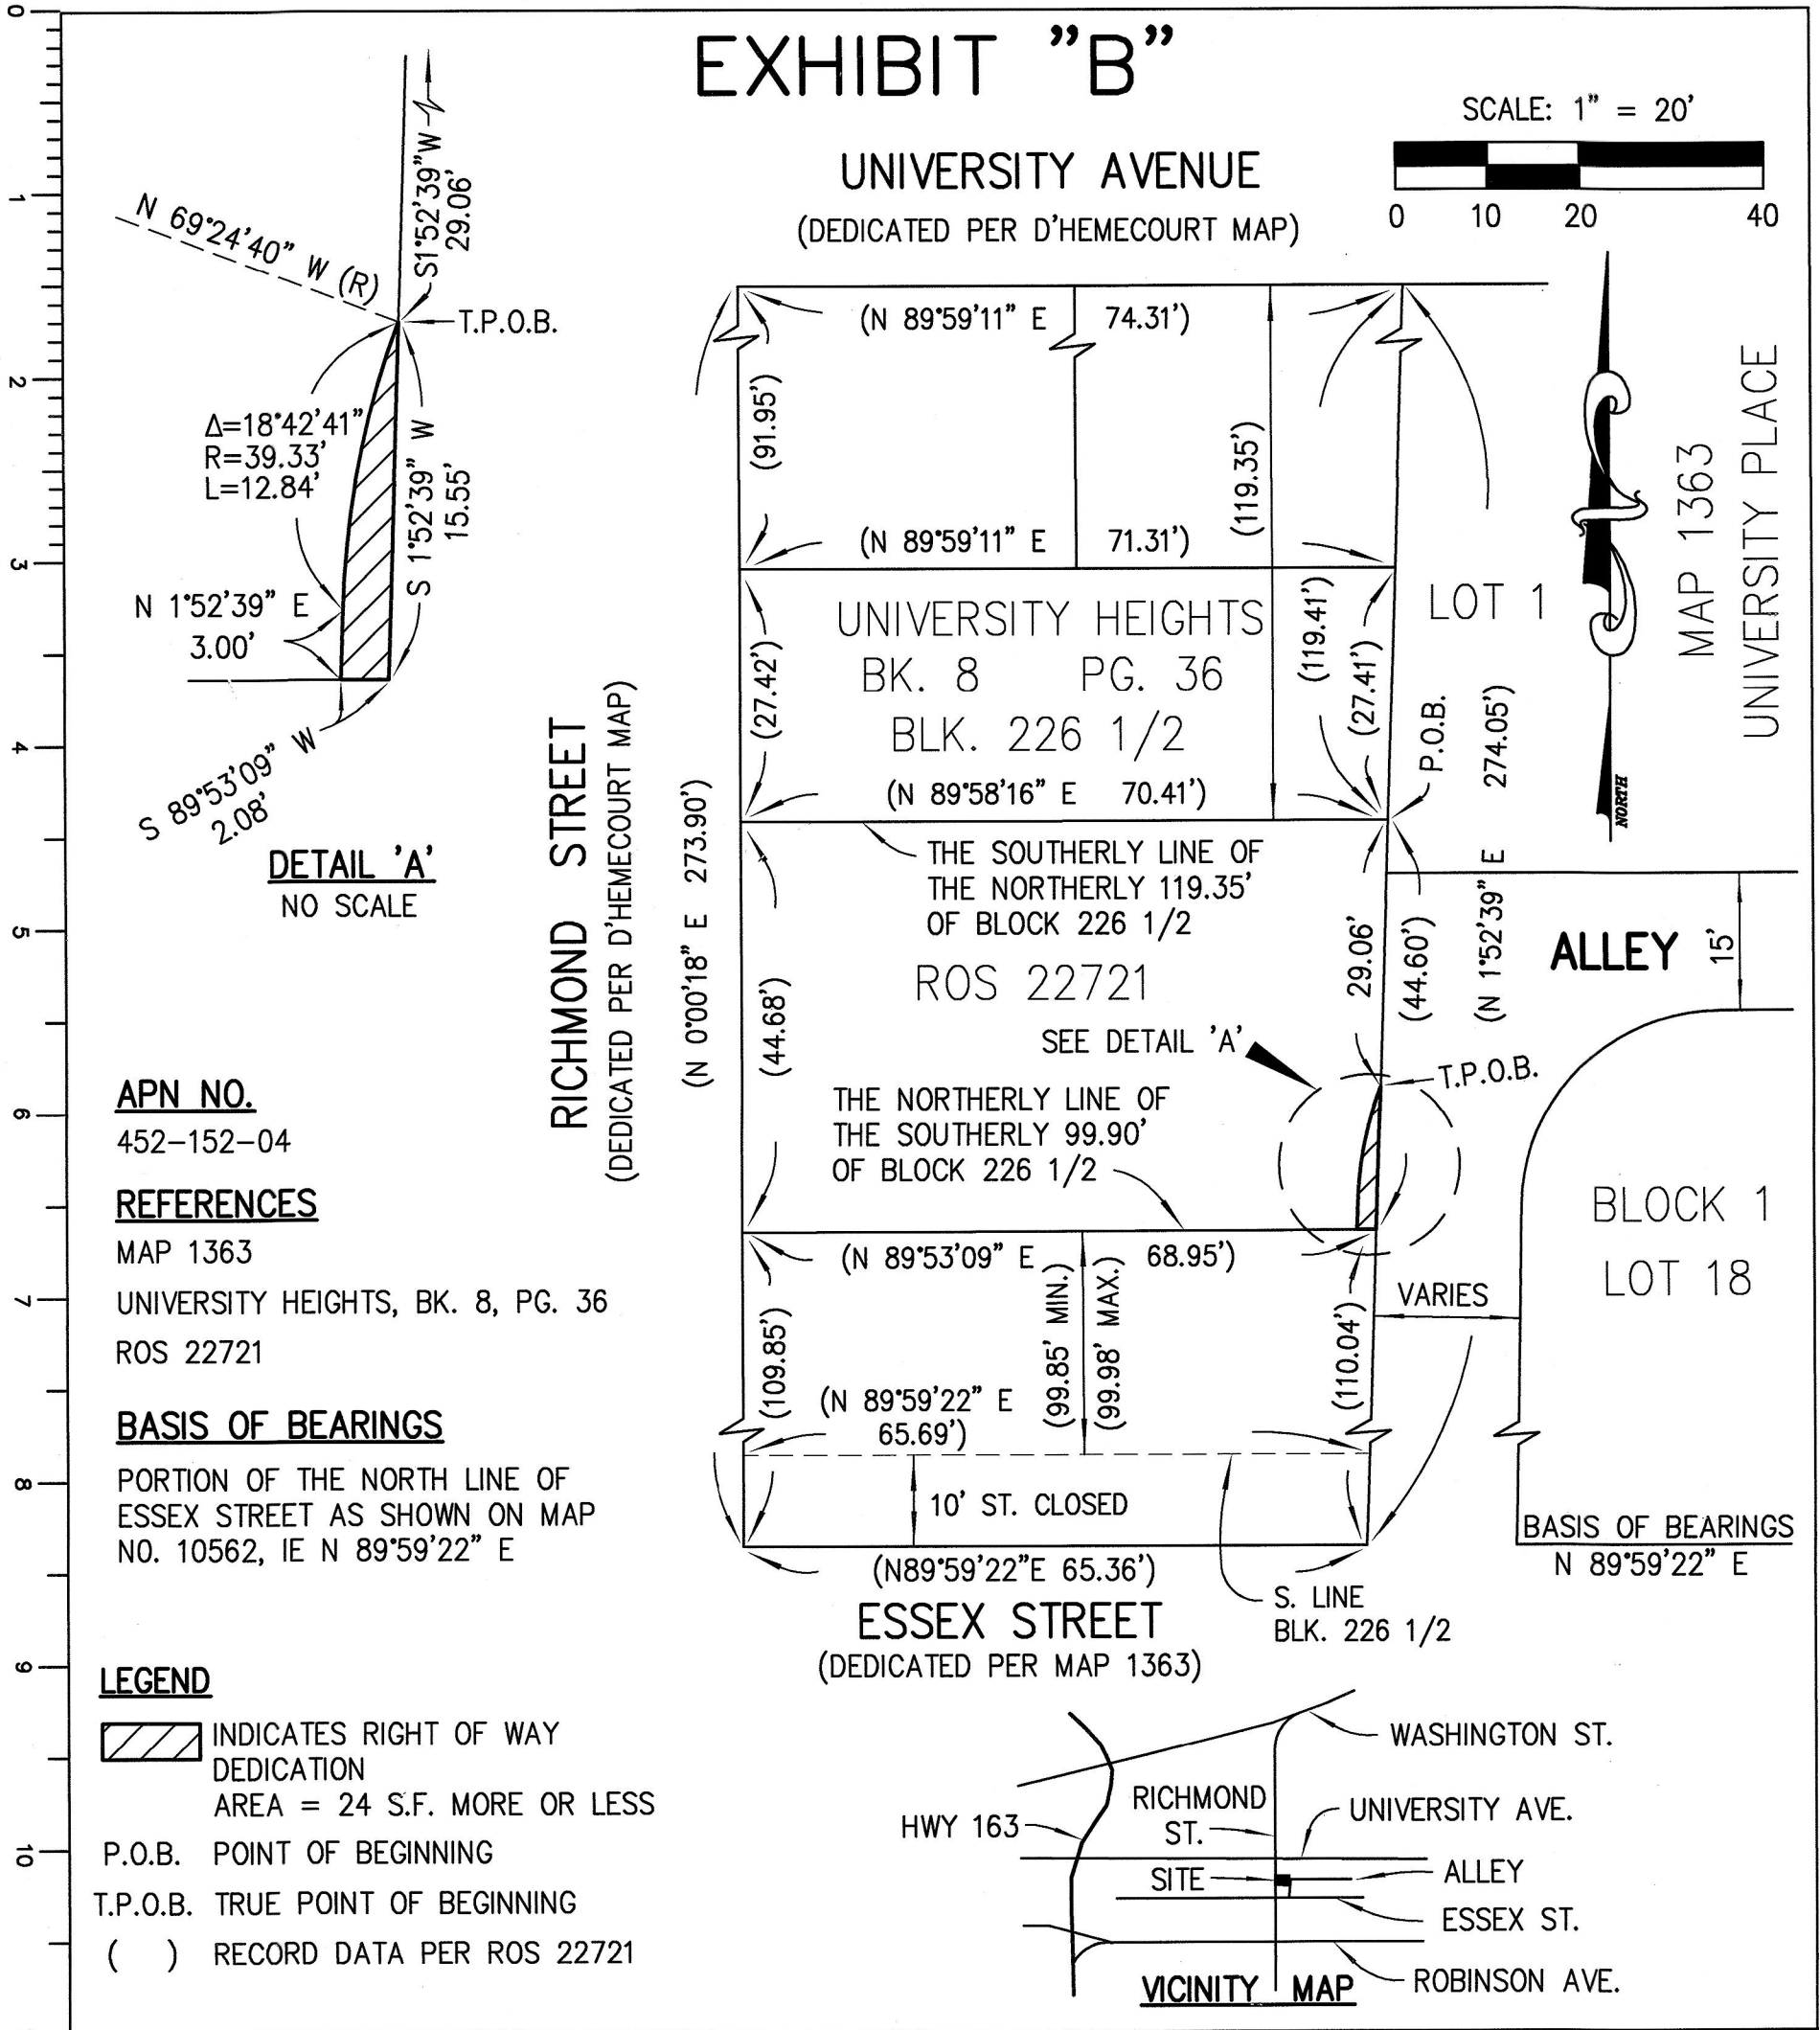 EXHIBIT "B"
SCALE: 1" = 20'
0 10 20 40
UNIVERSITY AVENUE
(DEDICATED PER D'HEMECOURT MAP)
0
1
2
3
4
5
6
7
8
9
10
S1°52'39"W
29.06'
N 69°24'40" W (R)
T.P.O.B.
Δ=18°42'41"
R=39.33'
L=12.84'
S 1°52'39" W
15.55'
N 1°52'39" E
3.00'
S 89°53'09" W
2.08'
DETAIL 'A'
NO SCALE
RICHMOND STREET
(DEDICATED PER D'HEMECOURT MAP)
(N 0°00'18" E 273.90')
(N 89°59'11" E 74.31')
(91.95')
(119.35')
(N 89°59'11" E 71.31')
UNIVERSITY HEIGHTS
BK. 8 PG. 36
BLK. 226 1/2
(27.42')
(119.41')
(27.41')
(N 89°58'16" E 70.41')
LOT 1
P.O.B.
(N 1°52'39" E 274.05')
NORTH
MAP 1363
UNIVERSITY PLACE
THE SOUTHERLY LINE OF
THE NORTHERLY 119.35'
OF BLOCK 226 1/2
ROS 22721
(44.68')
29.06'
(44.60')
ALLEY
15'
SEE DETAIL 'A'
T.P.O.B.
THE NORTHERLY LINE OF
THE SOUTHERLY 99.90'
OF BLOCK 226 1/2
BLOCK 1
LOT 18
(N 89°53'09" E 68.95')
VARIES
(109.85')
(99.85' MIN.)
(99.98' MAX.)
(110.04')
(N 89°59'22" E
65.69')
10' ST. CLOSED
(N89°59'22"E 65.36')
S. LINE
BLK. 226 1/2
BASIS OF BEARINGS
N 89°59'22" E
ESSEX STREET
(DEDICATED PER MAP 1363)
APN NO.
452-152-04
REFERENCES
MAP 1363
UNIVERSITY HEIGHTS, BK. 8, PG. 36
ROS 22721
BASIS OF BEARINGS
PORTION OF THE NORTH LINE OF
ESSEX STREET AS SHOWN ON MAP
NO. 10562, IE N 89°59'22" E
LEGEND
INDICATES RIGHT OF WAY
DEDICATION
AREA = 24 S.F. MORE OR LESS
P.O.B. POINT OF BEGINNING
T.P.O.B. TRUE POINT OF BEGINNING
( ) RECORD DATA PER ROS 22721
WASHINGTON ST.
RICHMOND
ST.
UNIVERSITY AVE.
HWY 163
SITE
ALLEY
ESSEX ST.
ROBINSON AVE.
VICINITY MAP